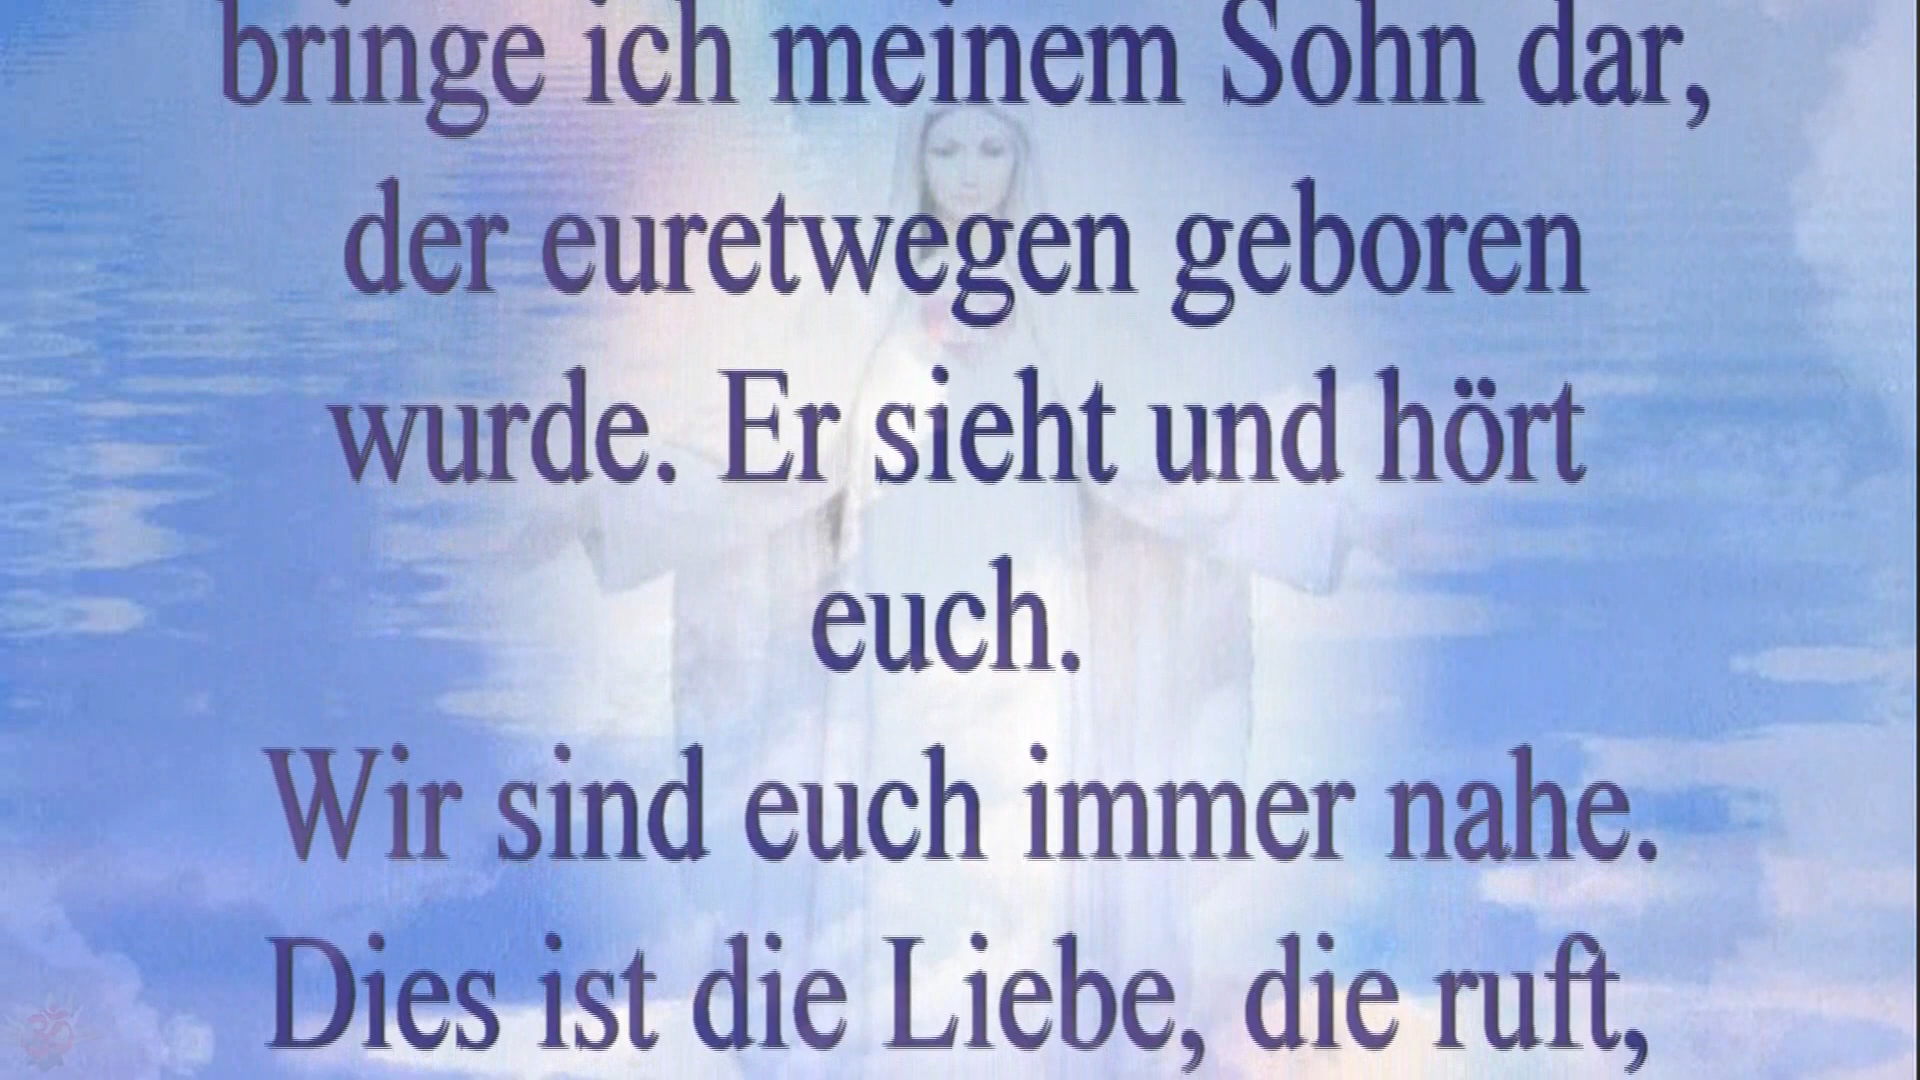 bringe ich meinem Sohn dar,
der euretwegen geboren
wurde. Er sieht und hört
euch.
Wir sind euch immer nahe.
Dies ist die Liebe, die ruft,